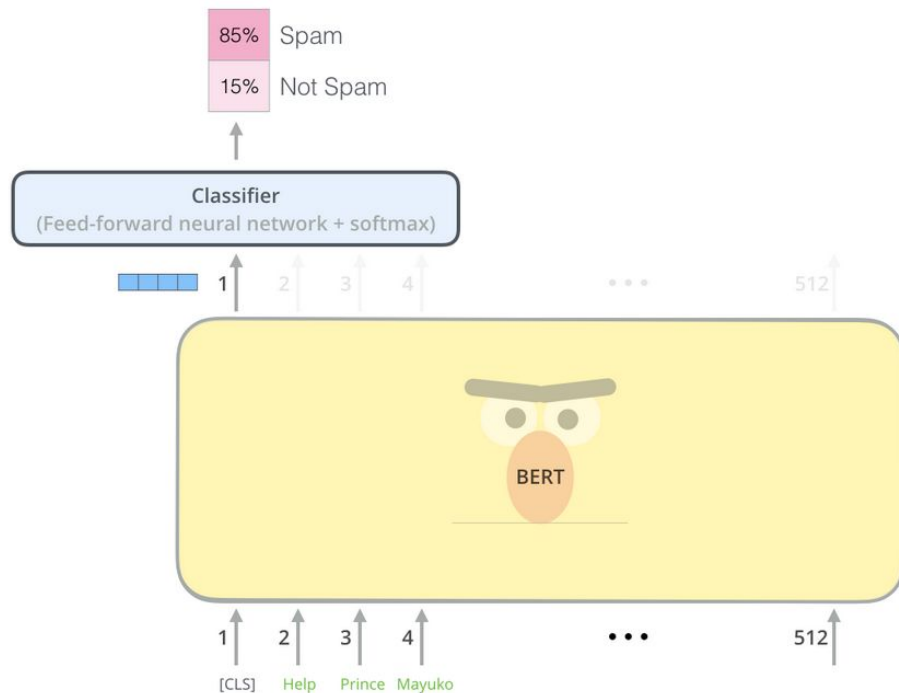 85% Spam
15% Not Spam
Classifier
(Feed-forward neural network + softmax)
1 2 3 4 ••• 512
BERT
1 2 3 4 ••• 512
[CLS] Help Prince Mayuko